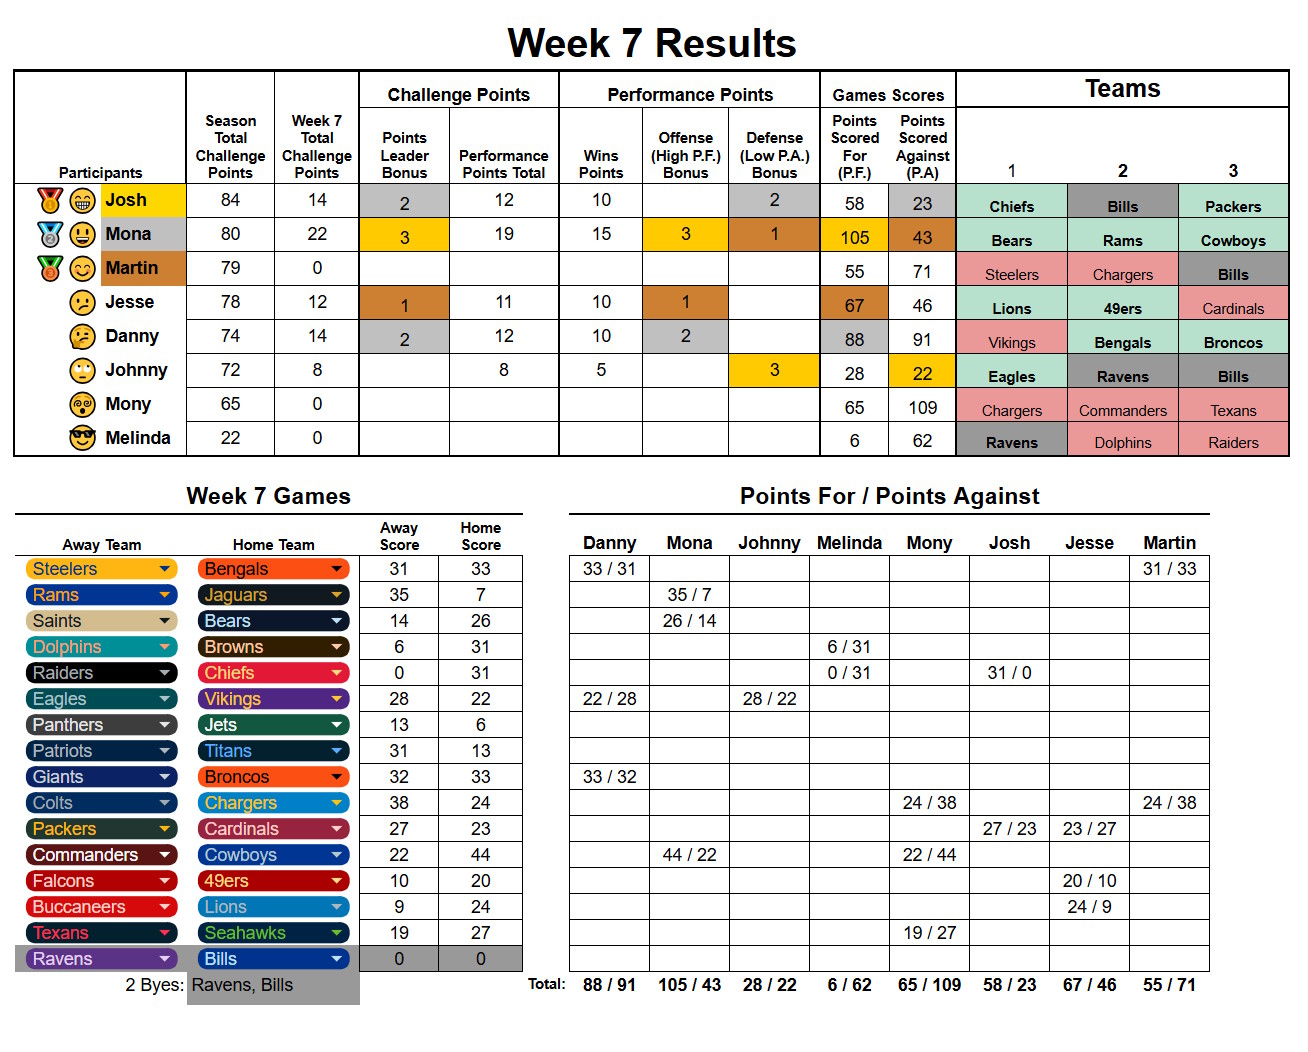 Week 7 Results
Challenge Points Performance Points Games Scores Teams
Participants Season Total Challenge Points Week 7 Total Challenge Points Points Leader Bonus Performance Points Total Wins Points Offense (High P.F.) Bonus Defense (Low P.A.) Bonus Points Scored For (P.F.) Points Scored Against (P.A) 1 2 3
Josh 84 14 2 12 10 2 58 23 Chiefs Bills Packers
Mona 80 22 3 19 15 3 1 105 43 Bears Rams Cowboys
Martin 79 0 55 71 Steelers Chargers Bills
Jesse 78 12 1 11 10 1 67 46 Lions 49ers Cardinals
Danny 74 14 2 12 10 2 88 91 Vikings Bengals Broncos
Johnny 72 8 8 5 3 28 22 Eagles Ravens Bills
Mony 65 0 65 109 Chargers Commanders Texans
Melinda 22 0 6 62 Ravens Dolphins Raiders
Week 7 Games Points For / Points Against
Away Team Home Team Away Score Home Score Danny Mona Johnny Melinda Mony Josh Jesse Martin
Steelers Bengals 31 33 33 / 31 31 / 33
Rams Jaguars 35 7 35 / 7
Saints Bears 14 26 26 / 14
Dolphins Browns 6 31 6 / 31
Raiders Chiefs 0 31 0 / 31 31 / 0
Eagles Vikings 28 22 22 / 28 28 / 22
Panthers Jets 13 6
Patriots Titans 31 13
Giants Broncos 32 33 33 / 32
Colts Chargers 38 24 24 / 38 24 / 38
Packers Cardinals 27 23 27 / 23 23 / 27
Commanders Cowboys 22 44 44 / 22 22 / 44
Falcons 49ers 10 20 20 / 10
Buccaneers Lions 9 24 24 / 9
Texans Seahawks 19 27 19 / 27
Ravens Bills 0 0
2 Byes: Ravens, Bills Total: 88 / 91 105 / 43 28 / 22 6 / 62 65 / 109 58 / 23 67 / 46 55 / 71